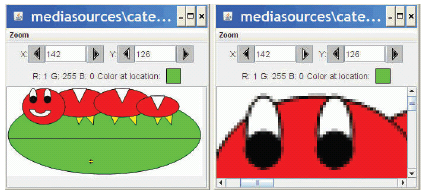 mediasources\cate
Zoom
X: 142 Y: 126
R: 1 G: 255 B: 0 Color at location:
mediasources\cate
Zoom
X: 142 Y: 126
R: 1 G: 255 B: 0 Color at location: